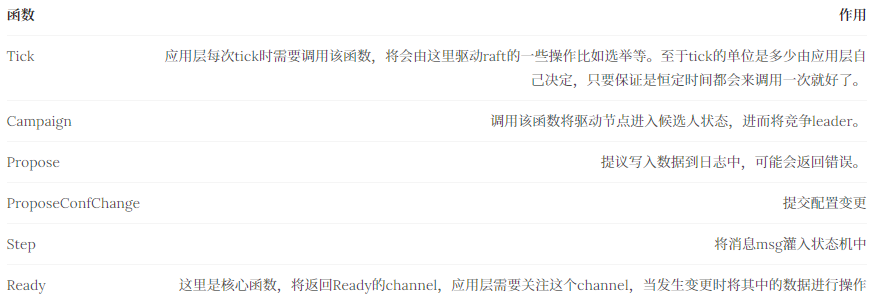 函数 作用
Tick 应用层每次tick时需要调用该函数，将会由这里驱动raft的一些操作比如选举等。至于tick的单位是多少由应用层自
己决定，只要保证是恒定时间都会来调用一次就好了。
Campaign 调用该函数将驱动节点进入候选人状态，进而将竞争leader。
Propose 提议写入数据到日志中，可能会返回错误。
ProposeConfChange 提交配置变更
Step 将消息msg灌入状态机中
Ready 这里是核心函数，将返回Ready的channel，应用层需要关注这个channel，当发生变更时将其中的数据进行操作